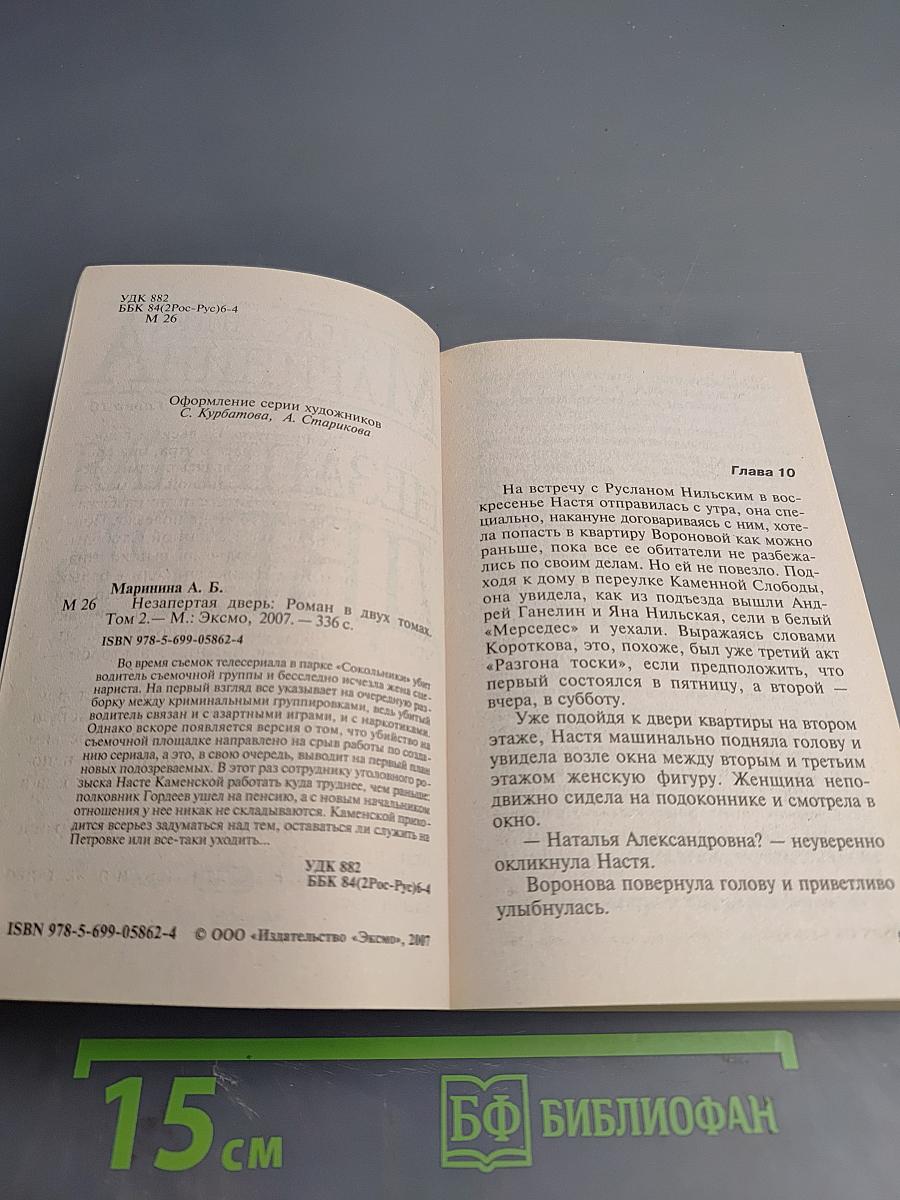 УДК 882
ББК 84(2Рос-Рус)6-4
М 26
Оформление серии художников
С. Курбатова, А. Старикова
Маринина А. Б.
М 26 Незапертая дверь: Роман в двух томах.
Том 2.— М.: Эксмо, 2007. — 336 с.
ISBN 978-5-699-05862-4
Во время съемок телесериала в парке «Сокольники» убит
водитель съемочной группы и бесследно исчезла жена сце-
нариста. На первый взгляд все указывает на очередную раз-
борку между криминальными группировками, ведь убитый
водитель связан и с азартными играми, и с наркотиками.
Однако вскоре появляется версия о том, что убийство на
съемочной площадке направлено на срыв работы по созда-
нию сериала, а это, в свою очередь, выводит на первый план
новых подозреваемых. В этот раз сотруднику уголовного ро-
зыска Насте Каменской работать куда труднее, чем раньше:
полковник Гордеев ушел на пенсию, а с новым начальником
отношения у нее никак не складываются. Каменской прихо-
дится всерьез задуматься над тем, оставаться ли служить на
Петровке или все-таки уходить...
УДК 882
ББК 84(2Рос-Рус)6-4
ISBN 978-5-699-05862-4 © ООО «Издательство «Эксмо», 2007
Глава 10
На встречу с Русланом Нильским в вос-
кресенье Настя отправилась с утра, она спе-
циально, накануне договариваясь с ним, хоте-
ла попасть в квартиру Вороновой как можно
раньше, пока все ее обитатели не разбежа-
лись по своим делам. Но ей не повезло. Под-
ходя к дому в переулке Каменной Слободы,
она увидела, как из подъезда вышли Анд-
рей Ганелин и Яна Нильская, сели в белый
«Мерседес» и уехали. Выражаясь словами
Короткова, это, похоже, был уже третий акт
«Разгона тоски», если предположить, что
первый состоялся в пятницу, а второй —
вчера, в субботу.
Уже подойдя к двери квартиры на втором
этаже, Настя машинально подняла голову и
увидела возле окна между вторым и третьим
этажом женскую фигуру. Женщина непо-
движно сидела на подоконнике и смотрела в
окно.
— Наталья Александровна? — неуверенно
окликнула Настя.
Воронова повернула голову и приветливо
улыбнулась.
15 см
БФ БИБЛИОФАН